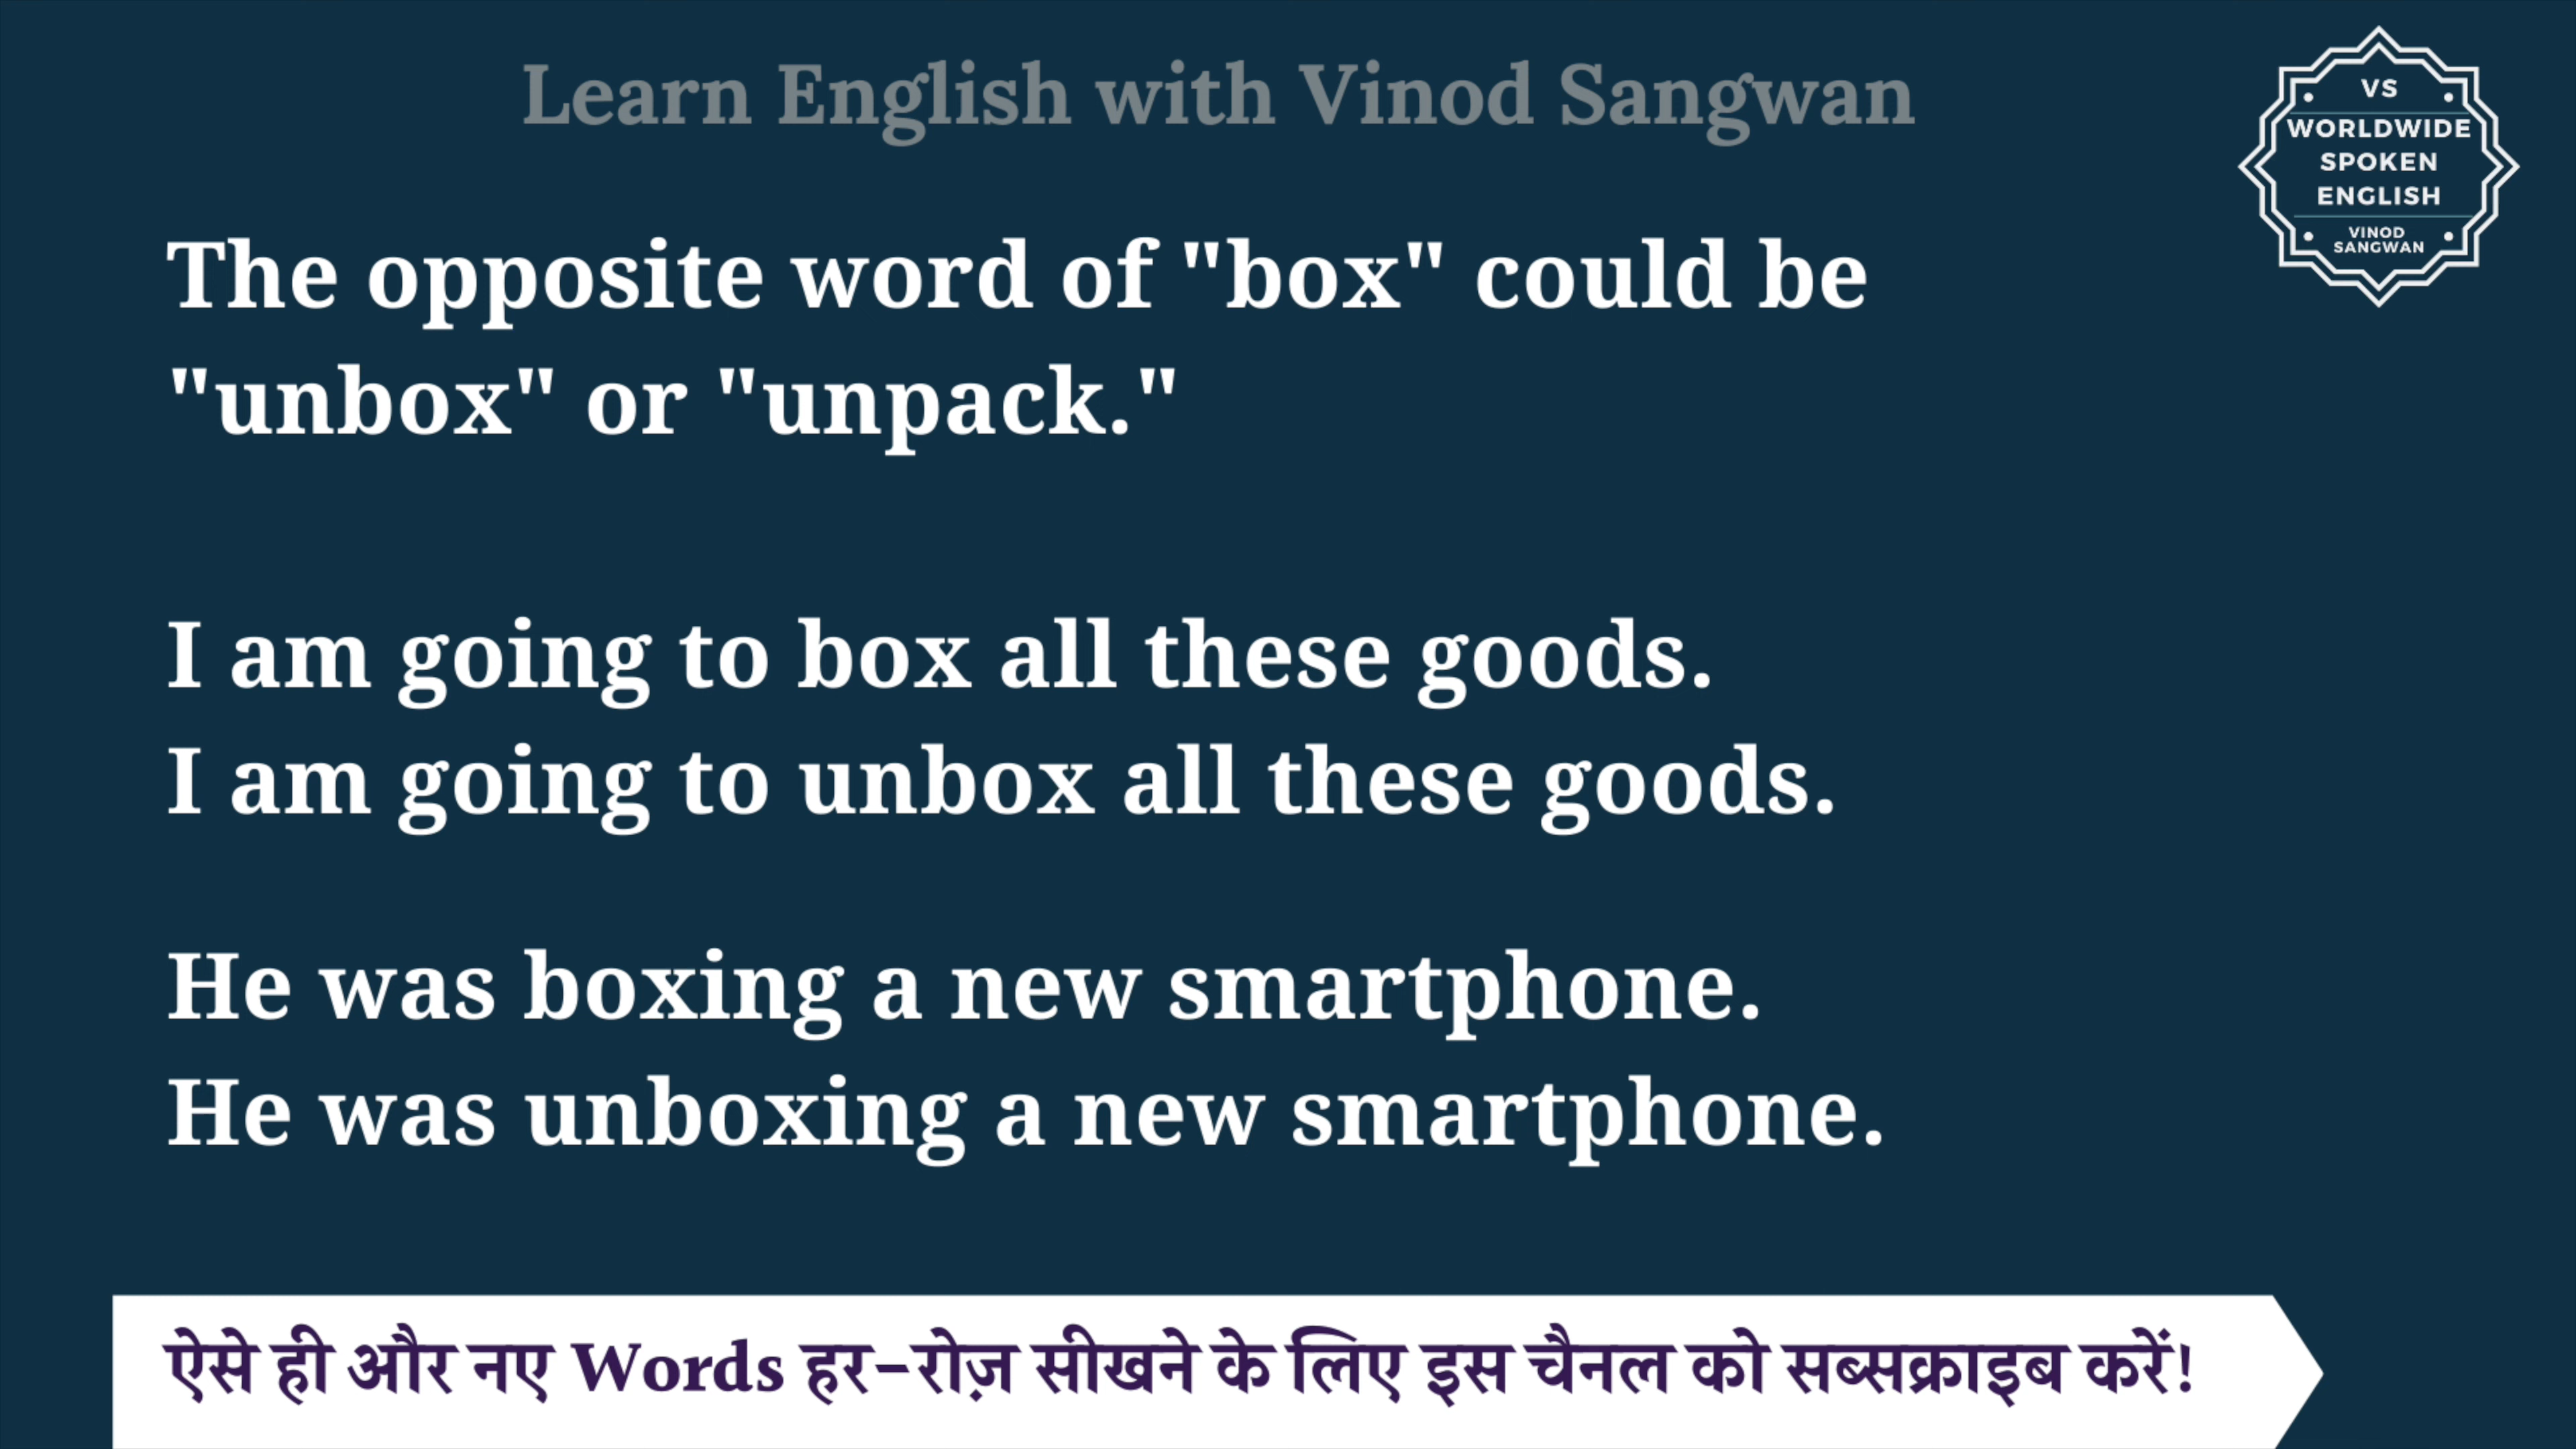 Learn English with Vinod Sangwan
VS
WORLDWIDE
SPOKEN
ENGLISH
VINOD
SANGWAN
The opposite word of "box" could be
"unbox" or "unpack."
I am going to box all these goods.
I am going to unbox all these goods.
He was boxing a new smartphone.
He was unboxing a new smartphone.
ऐसे ही और नए Words हर-रोज़ सीखने के लिए इस चैनल को सब्सक्राइब करें!